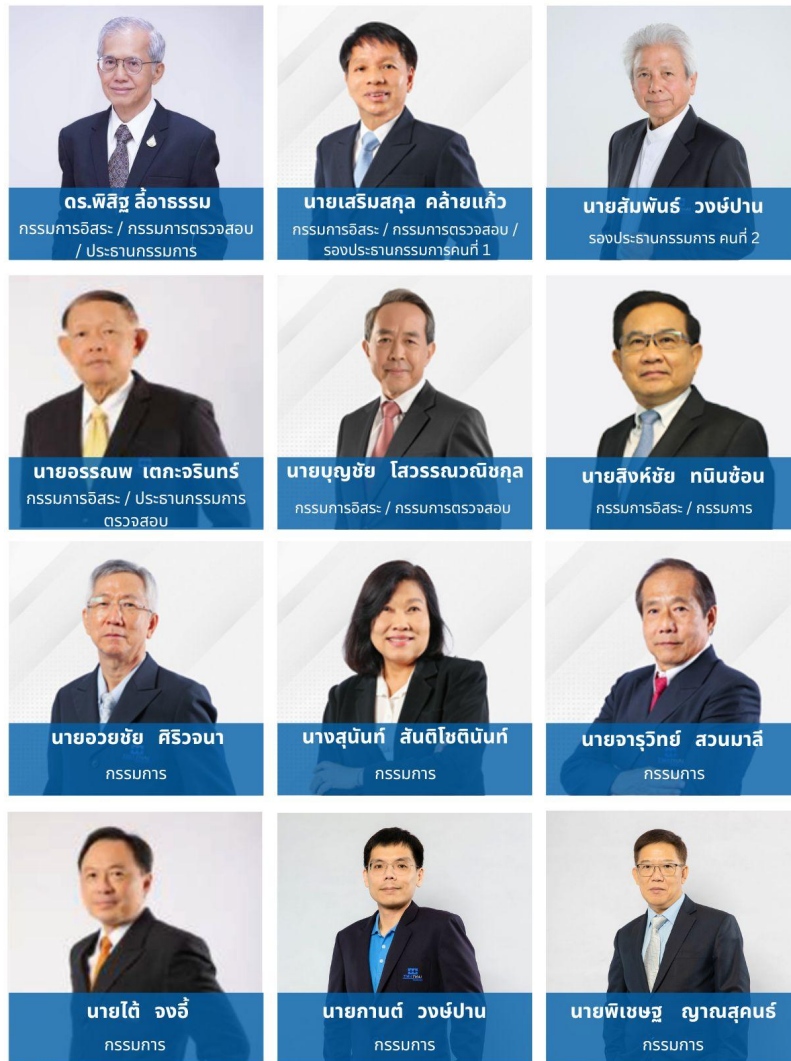 ดร.พิสิฐ ลี้อาธรรม
กรรมการอิสระ / กรรมการตรวจสอบ
/ ประธานกรรมการ
นายเสริมสกุล คล้ายแก้ว
กรรมการอิสระ / กรรมการตรวจสอบ /
รองประธานกรรมการคนที่ 1
นายสัมพันธ์ วงษ์ปาน
รองประธานกรรมการ คนที่ 2
นายอรรณพ เตกะจรินทร์
กรรมการอิสระ / ประธานกรรมการ
ตรวจสอบ
นายบุญชัย โสวรรณวณิชกุล
กรรมการอิสระ / กรรมการตรวจสอบ
นายสิงห์ชัย ทนินซ้อน
กรรมการอิสระ / กรรมการ
นายอวยชัย ศิริวจนา
กรรมการ
นางสุนันท์ สันติโชตินันท์
กรรมการ
นายจารุวิทย์ สวนมาลี
กรรมการ
นายไต้ จงอี้
กรรมการ
นายกานต์ วงษ์ปาน
กรรมการ
นายพิเชษฐ ญาณสุคนธ์
กรรมการ